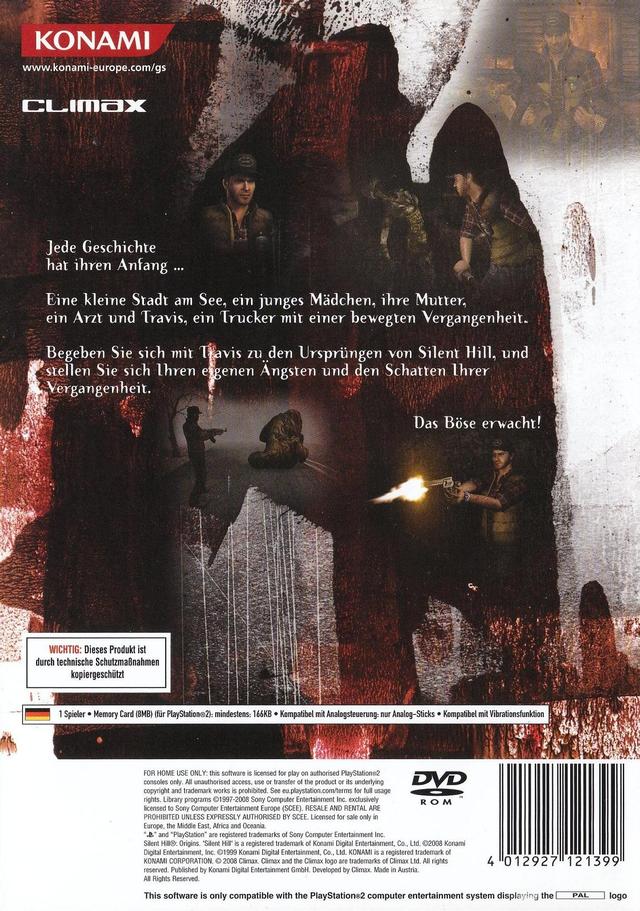 KONAMI
www.konami-europe.com/gs
CLIMAX
Jede Geschichte
hat ihren Anfang ...
Eine kleine Stadt am See, ein junges Mädchen, ihre Mutter,
ein Arzt und Travis, ein Trucker mit einer bewegten Vergangenheit.
Begeben Sie sich mit Travis zu den Ursprüngen von Silent Hill, und
stellen Sie sich Ihren eigenen Ängsten und den Schatten Ihrer
Vergangenheit.
Das Böse erwacht!
WICHTIG: Dieses Produkt ist
durch technische Schutzmaßnahmen
kopiergeschützt
1 Spieler • Memory Card (8MB) (für PlayStation®2): mindestens: 166KB • Kompatibel mit Analogsteuerung: nur Analog-Sticks • Kompatibel mit Vibrationsfunktion
FOR HOME USE ONLY: this software is licensed for play on authorised PlayStation®2
consoles only. All unauthorised access, use or transfer of the product or its underlying
copyright and trademark works is prohibited. See eu.playstation.com/terms for full usage
rights. Library programs ©1997-2008 Sony Computer Entertainment Inc. exclusively
licensed to Sony Computer Entertainment Europe (SCEE). RESALE AND RENTAL ARE
PROHIBITED UNLESS EXPRESSLY AUTHORISED BY SCEE. Licensed for sale only in
Europe, the Middle East, Africa and Oceania.
" " and "PlayStation" are registered trademarks of Sony Computer Entertainment Inc.
Silent Hill®: Origins. 'Silent Hill' is a registered trademark of Konami Digital Entertainment Co., Ltd. ©2008 Konami
Digital Entertainment, Inc. ©1999 Konami Digital Entertainment, Co., Ltd. KONAMI is a registered trademark of
KONAMI CORPORATION. © 2008 Climax. Climax and the Climax logo are trademarks of Climax Ltd. All rights
reserved. Published by Konami Digital Entertainment GmbH. Developed by Climax. Made in Austria.
All Rights Reserved.
DVD
ROM
4 012927 121399
This software is only compatible with the PlayStation®2 computer entertainment system displaying the PAL logo